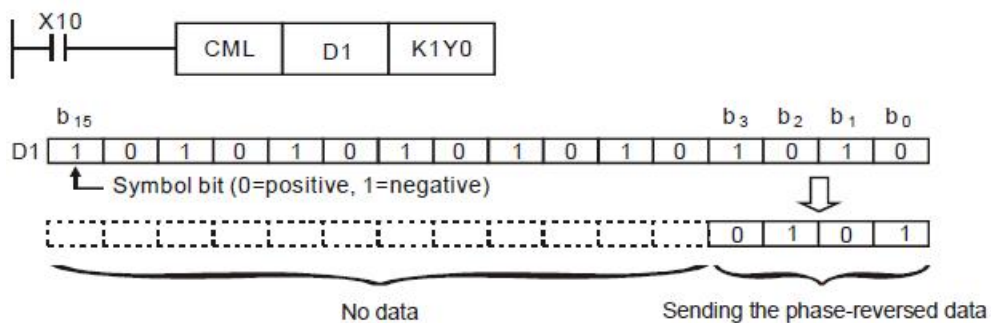 X10
CML D1 K1Y0
b15 b3 b2 b1 b0
D1 1 0 1 0 1 0 1 0 1 0 1 0 1 0 1 0
Symbol bit (0=positive, 1=negative)
0 1 0 1
No data Sending the phase-reversed data